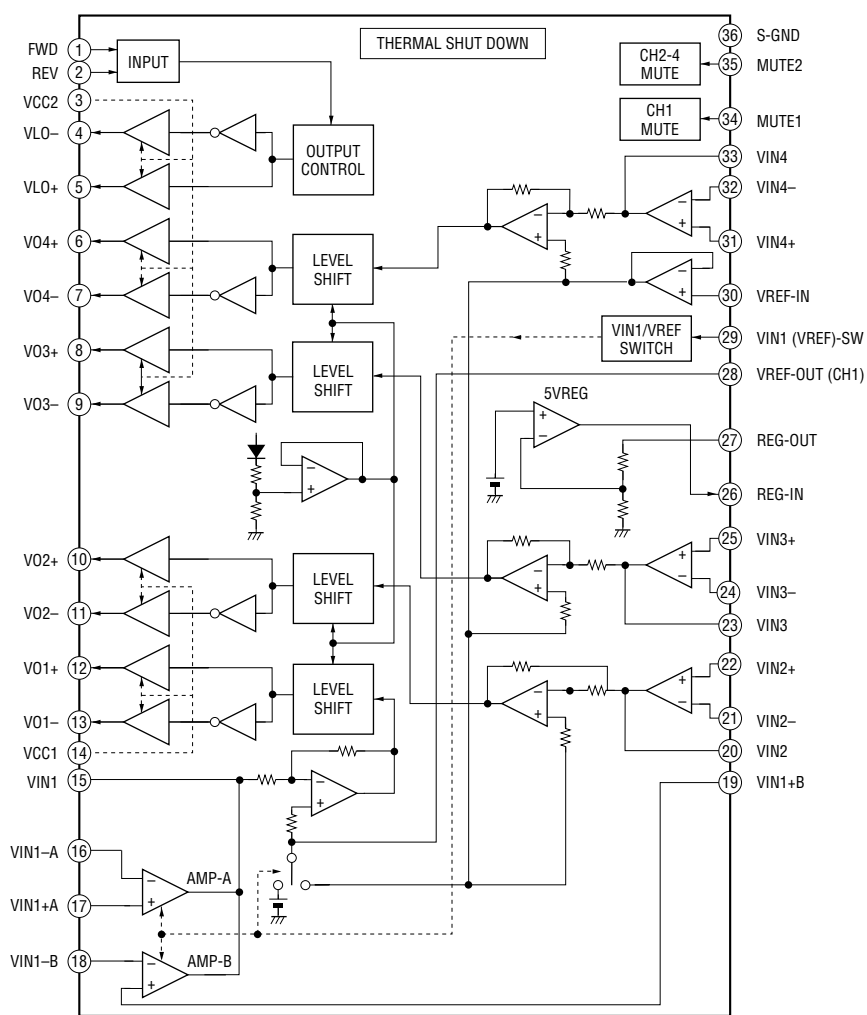 FWD 1
REV 2
VCC2 3
VLO– 4
VLO+ 5
VO4+ 6
VO4– 7
VO3+ 8
VO3– 9
VO2+ 10
VO2– 11
VO1+ 12
VO1– 13
VCC1 14
VIN1 15
VIN1–A 16
VIN1+A 17
VIN1–B 18
INPUT
THERMAL SHUT DOWN
OUTPUT
CONTROL
LEVEL
SHIFT
LEVEL
SHIFT
LEVEL
SHIFT
LEVEL
SHIFT
– +
– +
AMP-A
– +
AMP-B
– +
CH2-4
MUTE
CH1
MUTE
– +
– +
– +
VIN1/VREF
SWITCH
5VREG
+ –
– +
+ –
– +
+ –
36 S-GND
35 MUTE2
34 MUTE1
33 VIN4
32 VIN4–
31 VIN4+
30 VREF-IN
29 VIN1 (VREF)-SW
28 VREF-OUT (CH1)
27 REG-OUT
26 REG-IN
25 VIN3+
24 VIN3–
23 VIN3
22 VIN2+
21 VIN2–
20 VIN2
19 VIN1+B